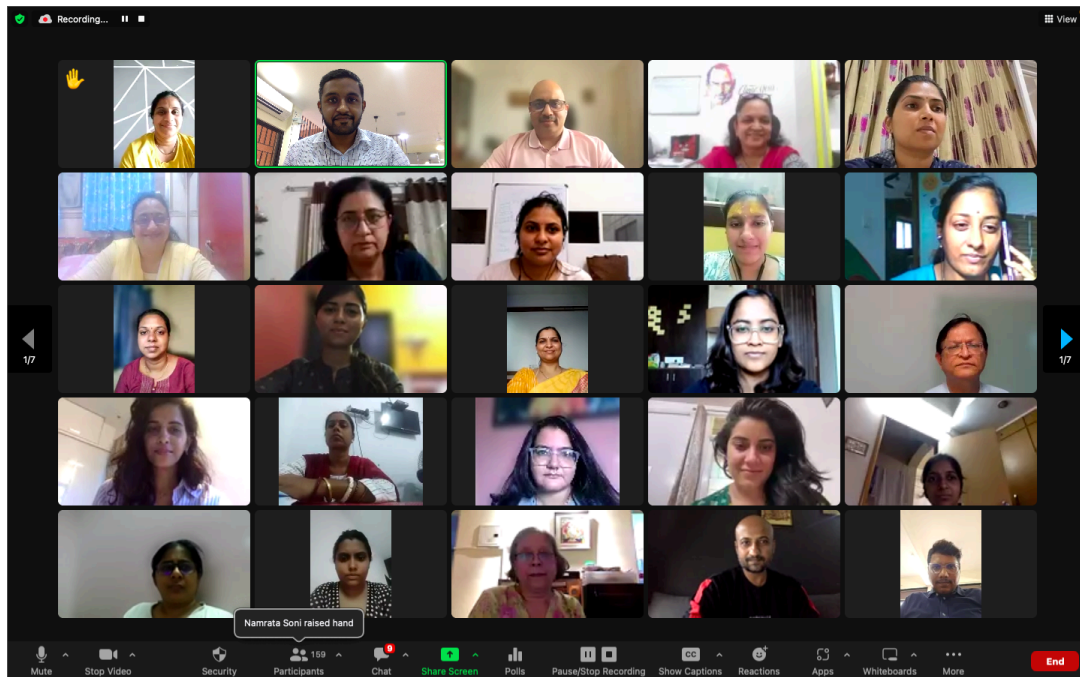 Recording...
View
1/7
1/7
Namrata Soni raised hand
159
9
CC
Mute
Stop Video
Security
Participants
Chat
Share Screen
Polls
Pause/Stop Recording
Show Captions
Reactions
Apps
Whiteboards
More
End